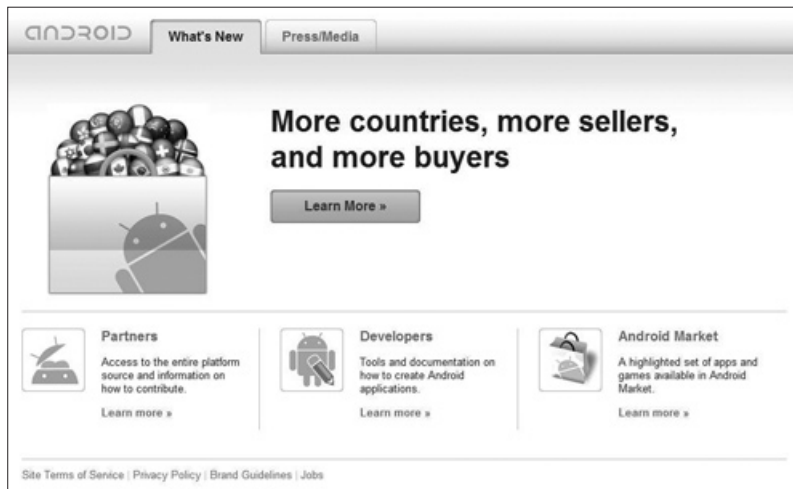 ANDROID
What's New
Press/Media
More countries, more sellers,
and more buyers
Learn More »
Partners
Access to the entire platform
source and information on
how to contribute.
Learn more »
Developers
Tools and documentation on
how to create Android
applications.
Learn more »
Android Market
A highlighted set of apps and
games available in Android
Market.
Learn more »
Site Terms of Service | Privacy Policy | Brand Guidelines | Jobs